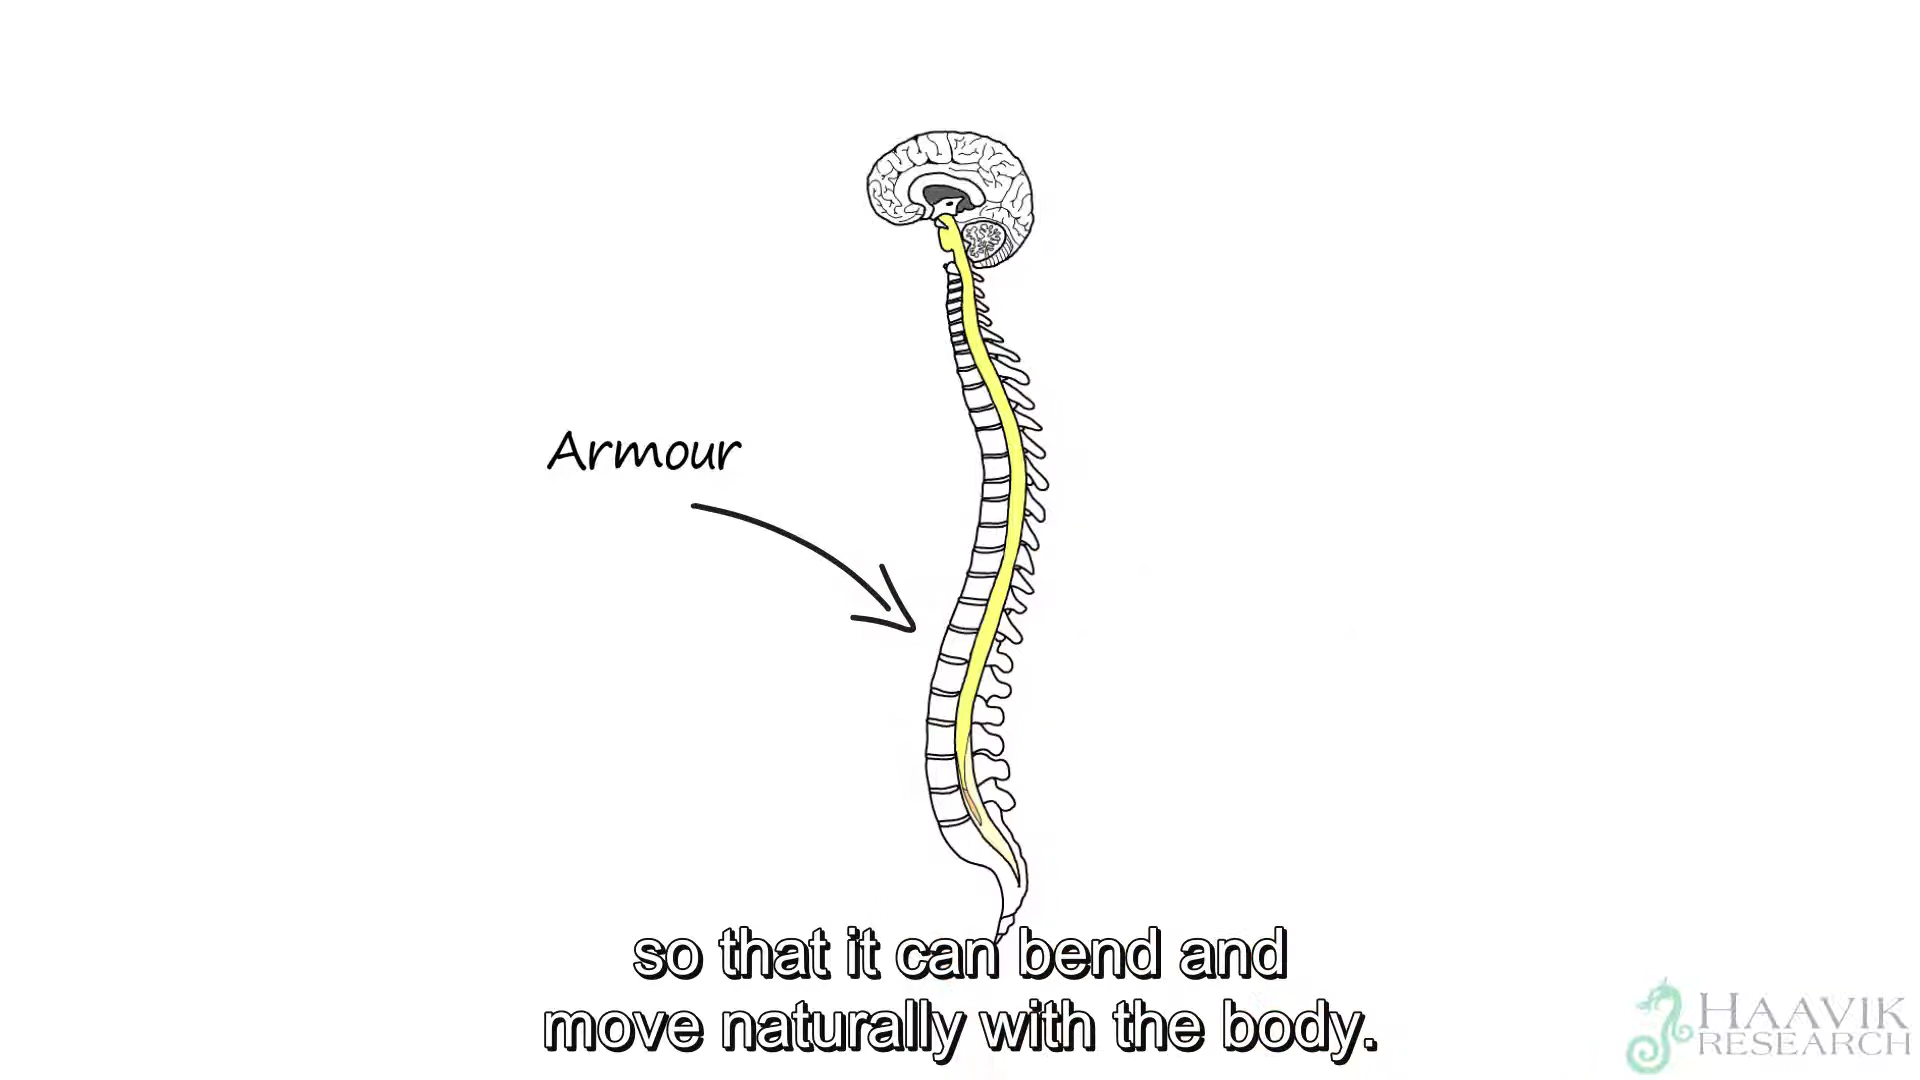 Armour
so that it can bend and
move naturally with the body.
HAAVIK
RESEARCH